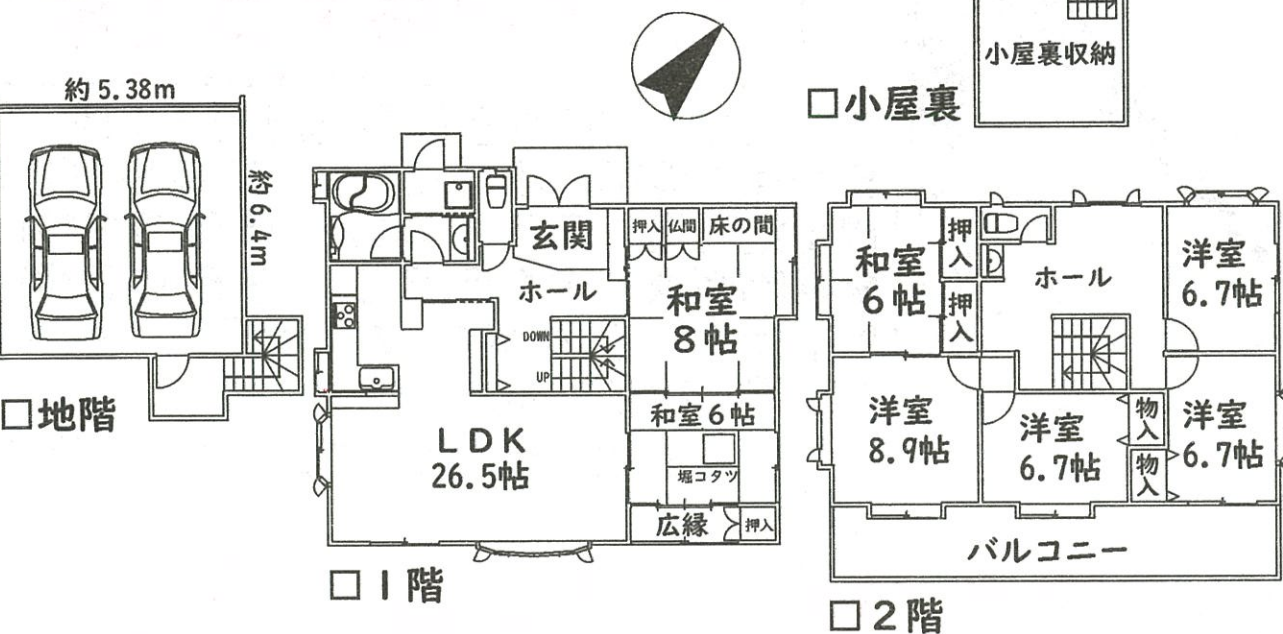 約5.38m
約6.4m
□地階
玄関
押入
仏間
床の間
ホール
和室
8帖
DOWN
UP
和室6帖
堀コタツ
LDK
26.5帖
広縁
押入
□1階
小屋裏収納
□小屋裏
和室
6帖
押入
押入
ホール
洋室
6.7帖
洋室
8.9帖
洋室
6.7帖
物入
物入
洋室
6.7帖
バルコニー
□2階